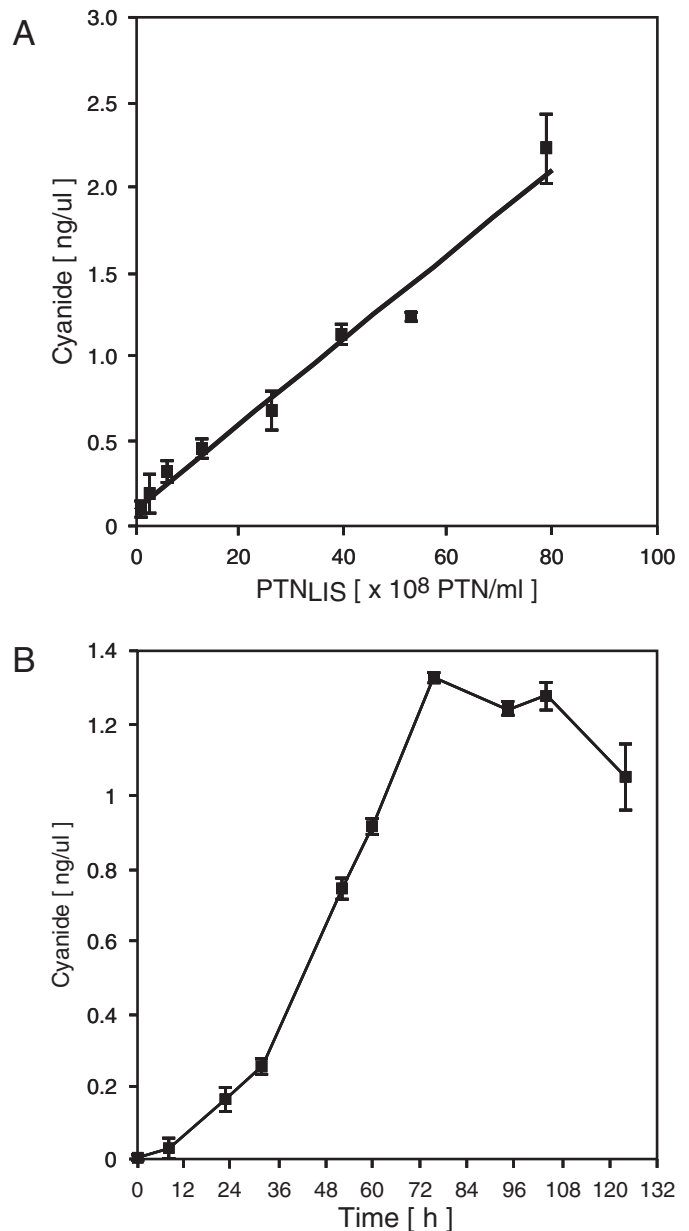 A
3.0
2.5
2.0
1.5
1.0
0.5
0
Cyanide [ ng/ul ]
0 20 40 60 80 100
PTNLIS [ x 108 PTN/ml ]
B
1.4
1.2
1
0.8
0.6
0.4
0.2
0
Cyanide [ ng/ul ]
0 12 24 36 48 60 72 84 96 108 120 132
Time [ h ]